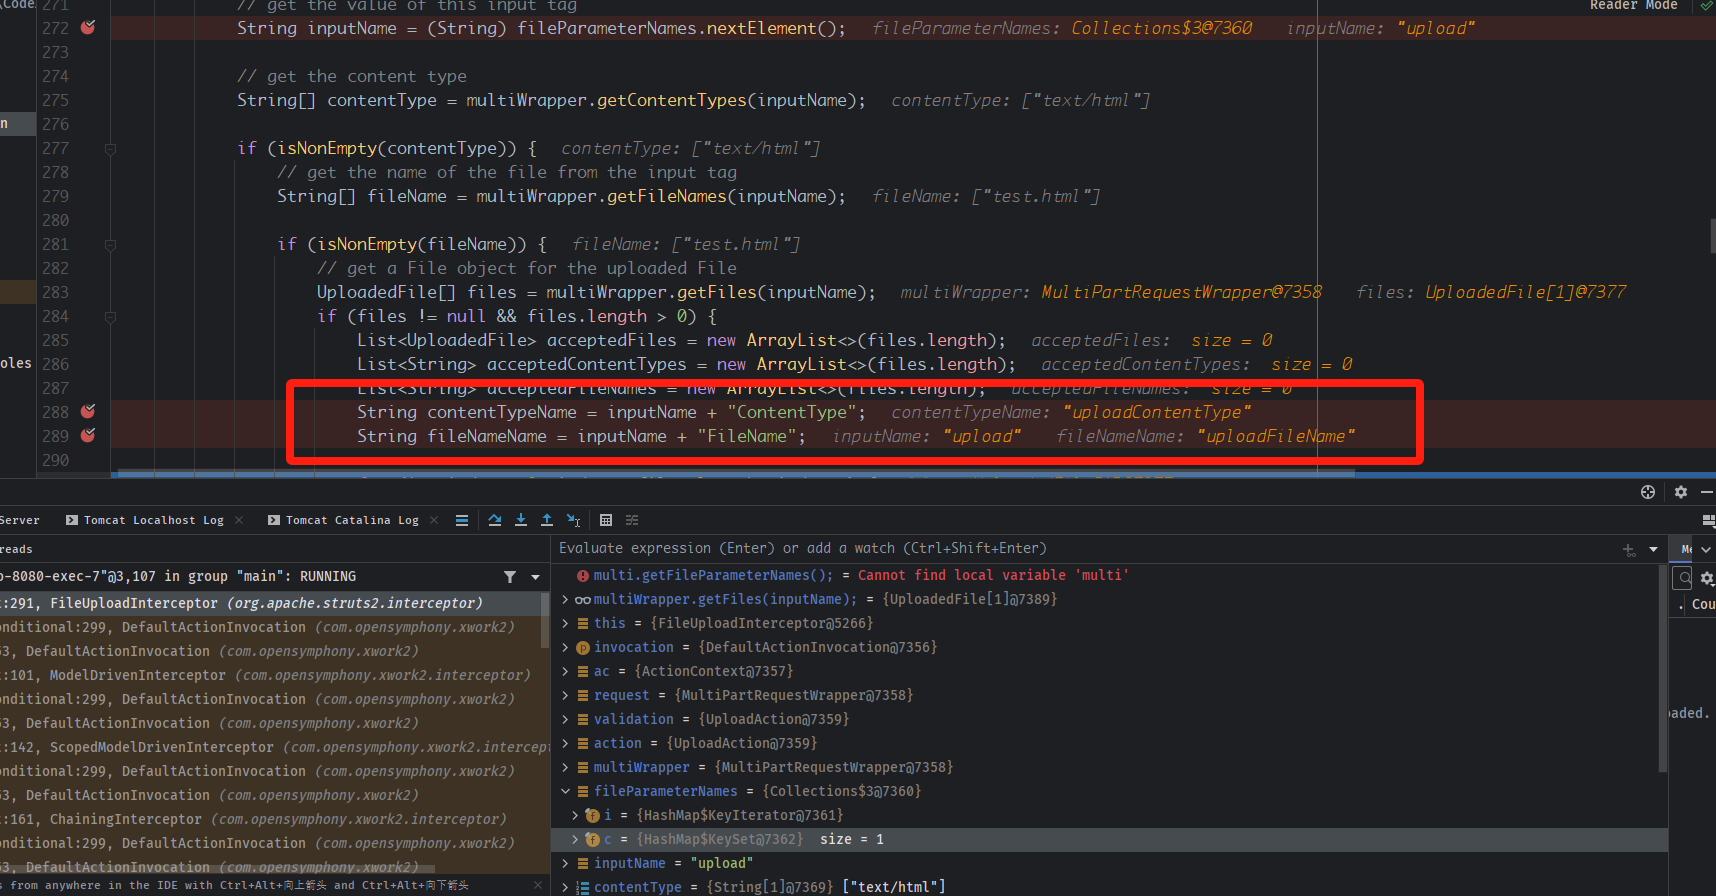 \Code
271 // get the value of this input tag
Reader Mode
272 String inputName = (String) fileParameterNames.nextElement(); fileParameterNames: Collections$3@7360 inputName: "upload"
273
274 // get the content type
275 String[] contentType = multiWrapper.getContentTypes(inputName); contentType: ["text/html"]
n
276
277 if (isNonEmpty(contentType)) { contentType: ["text/html"]
278 // get the name of the file from the input tag
279 String[] fileName = multiWrapper.getFileNames(inputName); fileName: ["test.html"]
280
281 if (isNonEmpty(fileName)) { fileName: ["test.html"]
282 // get a File object for the uploaded File
283 UploadedFile[] files = multiWrapper.getFiles(inputName); multiWrapper: MultiPartRequestWrapper@7358 files: UploadedFile[1]@7377
284 if (files != null && files.length > 0) {
285 List<UploadedFile> acceptedFiles = new ArrayList<>(files.length); acceptedFiles: size = 0
oles
286 List<String> acceptedContentTypes = new ArrayList<>(files.length); acceptedContentTypes: size = 0
287 List<String> acceptedFileNames = new ArrayList<>(files.length); acceptedFileNames: size = 0
288 String contentTypeName = inputName + "ContentType"; contentTypeName: "uploadContentType"
289 String fileNameName = inputName + "FileName"; inputName: "upload" fileNameName: "uploadFileName"
290
Server Tomcat Localhost Log Tomcat Catalina Log
reads
o-8080-exec-7"@3,107 in group "main": RUNNING
:291, FileUploadInterceptor (org.apache.struts2.interceptor)
onditional:299, DefaultActionInvocation (com.opensymphony.xwork2)
53, DefaultActionInvocation (com.opensymphony.xwork2)
:101, ModelDrivenInterceptor (com.opensymphony.xwork2.interceptor)
onditional:299, DefaultActionInvocation (com.opensymphony.xwork2)
53, DefaultActionInvocation (com.opensymphony.xwork2)
:142, ScopedModelDrivenInterceptor (com.opensymphony.xwork2.intercept
onditional:299, DefaultActionInvocation (com.opensymphony.xwork2)
53, DefaultActionInvocation (com.opensymphony.xwork2)
:161, ChainingInterceptor (com.opensymphony.xwork2.interceptor)
onditional:299, DefaultActionInvocation (com.opensymphony.xwork2)
53, DefaultActionInvocation (com.opensymphony.xwork2)
s from anywhere in the IDE with Ctrl+Alt+向上箭头 and Ctrl+Alt+向下箭头
Evaluate expression (Enter) or add a watch (Ctrl+Shift+Enter)
multi.getFileParameterNames(); = Cannot find local variable 'multi'
multiWrapper.getFiles(inputName); = {UploadedFile[1]@7389}
this = {FileUploadInterceptor@5266}
invocation = {DefaultActionInvocation@7356}
ac = {ActionContext@7357}
request = {MultiPartRequestWrapper@7358}
validation = {UploadAction@7359}
action = {UploadAction@7359}
multiWrapper = {MultiPartRequestWrapper@7358}
fileParameterNames = {Collections$3@7360}
i = {HashMap$KeyIterator@7361}
c = {HashMap$KeySet@7362} size = 1
inputName = "upload"
contentType = {String[1]@7369} ["text/html"]
Me
. Cou
oaded.